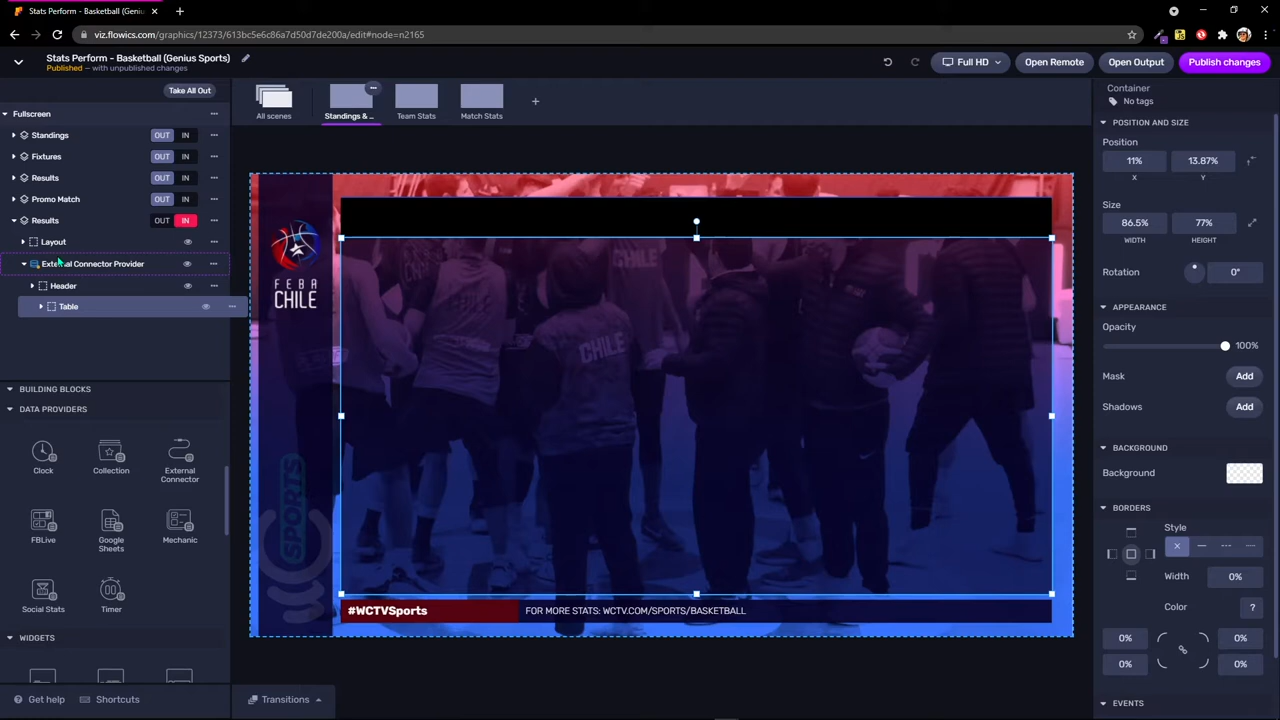 Stats Perform - Basketball (Genius Sports)
viz.flowics.com/graphics/12373/613bc5e6c86a7d50d7de200a/edit#node=n2165
Stats Perform - Basketball (Genius Sports)
Published – with unpublished changes
Full HD
Open Remote
Open Output
Publish changes
Take All Out
Fullscreen
Standings OUT IN
Fixtures OUT IN
Results OUT IN
Promo Match OUT IN
Results OUT IN
Layout
External Connector Provider
Header
Table
BUILDING BLOCKS
DATA PROVIDERS
Clock
Collection
External
Connector
FBLive
Google
Sheets
Mechanic
Social Stats
Timer
WIDGETS
Get help
Shortcuts
All scenes
Standings & ...
Team Stats
Match Stats
FEBA
CHILE
CHILE
CHILE
SPORTS
#WCTVSports
FOR MORE STATS: WCTV.COM/SPORTS/BASKETBALL
Transitions
Container
No tags
POSITION AND SIZE
Position
11%
13.87%
X
Y
Size
86.5%
77%
WIDTH
HEIGHT
Rotation
0°
APPEARANCE
Opacity
100%
Mask
Add
Shadows
Add
BACKGROUND
Background
BORDERS
Style
Width
0%
Color
?
0%
0%
0%
0%
EVENTS